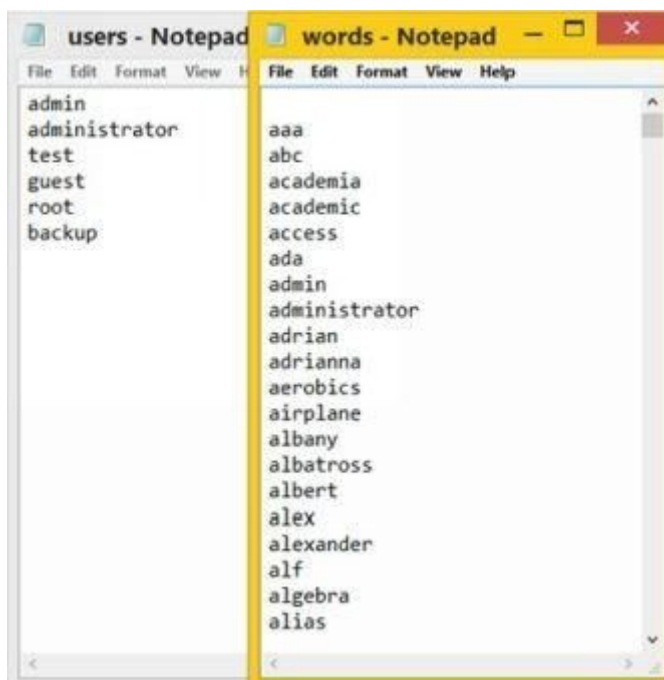 users - Notepad
File Edit Format View H
admin
administrator
test
guest
root
backup
words - Notepad
File Edit Format View Help
aaa
abc
academia
academic
access
ada
admin
administrator
adrian
adrianna
aerobics
airplane
albany
albatross
albert
alex
alexander
alf
algebra
alias